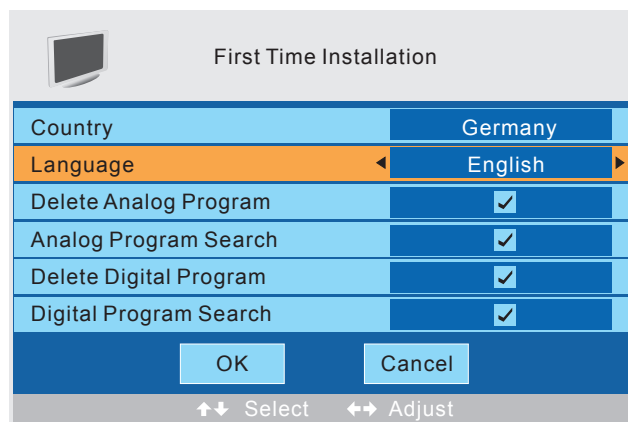 First Time Installation
Country Germany
Language English
Delete Analog Program
Analog Program Search
Delete Digital Program
Digital Program Search
OK Cancel
Select Adjust